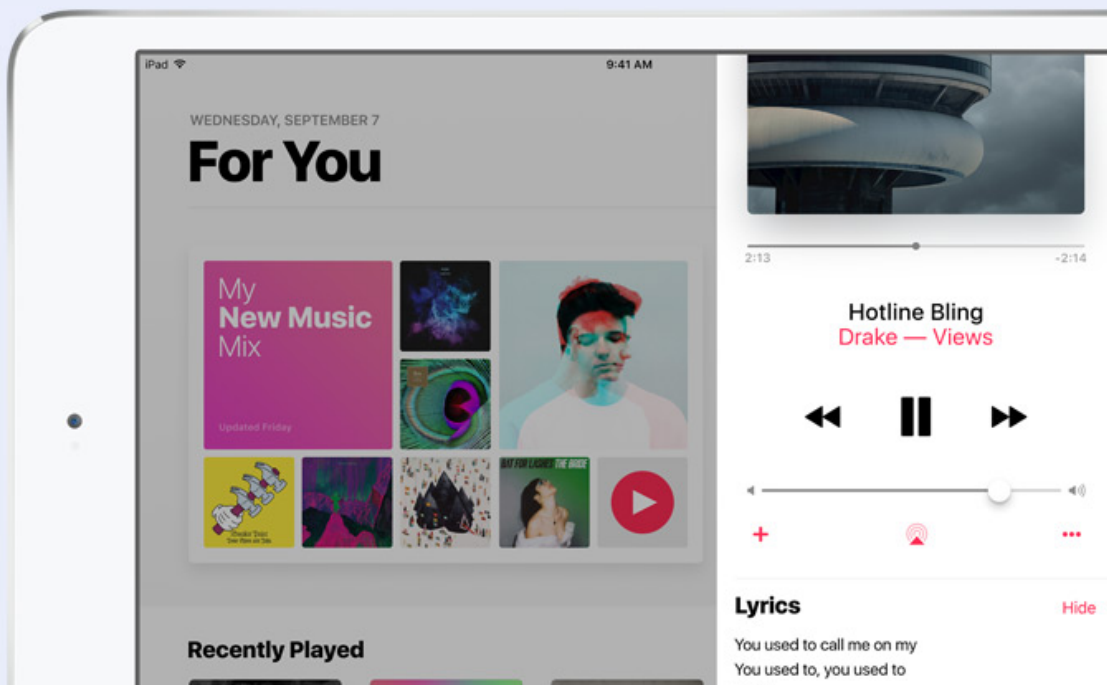 iPad
9:41 AM
WEDNESDAY, SEPTEMBER 7
For You
My
New Music
Mix
Updated Friday
BAT FOR LASHES THE BRIDE
2:13
-2:14
Hotline Bling
Drake — Views
Lyrics
Hide
You used to call me on my
You used to, you used to
Recently Played